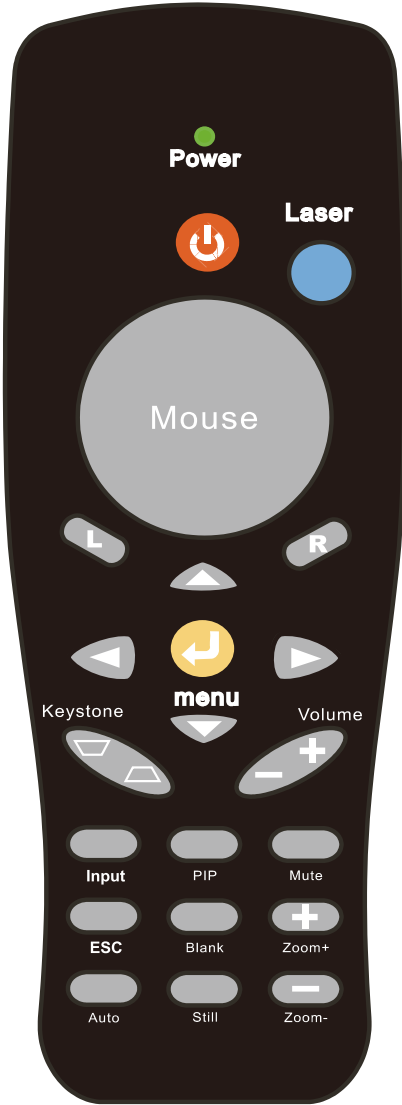 Power
Laser
Mouse
L
R
menu
Keystone
Volume
Input PIP Mute
ESC Blank Zoom+
Auto Still Zoom-